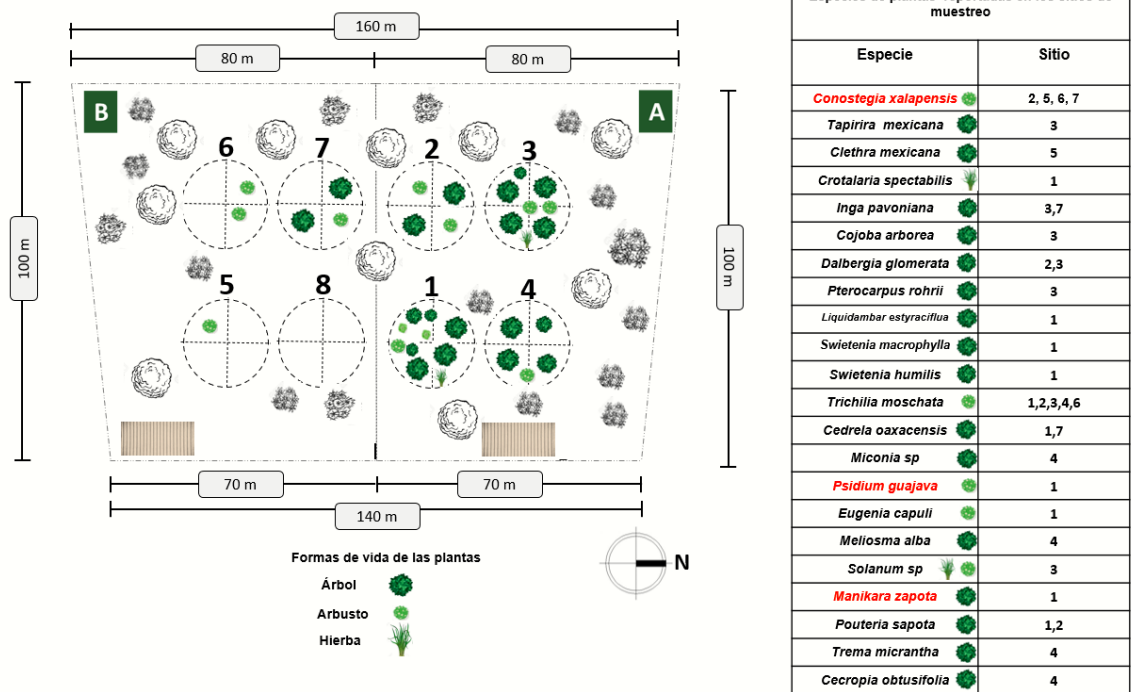 160 m
80 m
80 m
B
A
6
7
2
3
100 m
100 m
5
8
1
4
70 m
70 m
140 m
N
Formas de vida de las plantas
Árbol
Arbusto
Hierba
muestreo
Especie Sitio
Conostegia xalapensis 2, 5, 6, 7
Tapirira mexicana 3
Clethra mexicana 5
Crotalaria spectabilis 1
Inga pavoniana 3,7
Cojoba arborea 3
Dalbergia glomerata 2,3
Pterocarpus rohrii 3
Liquidambar estyraciflua 1
Swietenia macrophylla 1
Swietenia humilis 1
Trichilia moschata 1,2,3,4,6
Cedrela oaxacensis 1,7
Miconia sp 4
Psidium guajava 1
Eugenia capuli 1
Meliosma alba 4
Solanum sp 3
Manikara zapota 1
Pouteria sapota 1,2
Trema micrantha 4
Cecropia obtusifolia 4